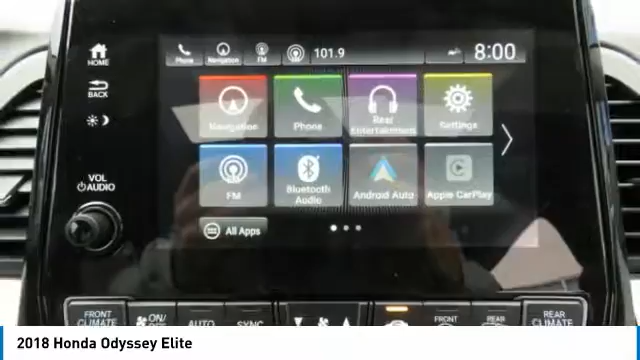 HOME
BACK
VOL
AUDIO
Phone
Navigation
FM
101.9
8:00
Navigation
Phone
Rear
Entertainment
Settings
FM
Bluetooth
Audio
Android Auto
Apple CarPlay
All Apps
FRONT
CLIMATE
ON/
AUTO
SYNC
FRONT
REAR
REAR
CLIMATE
2018 Honda Odyssey Elite